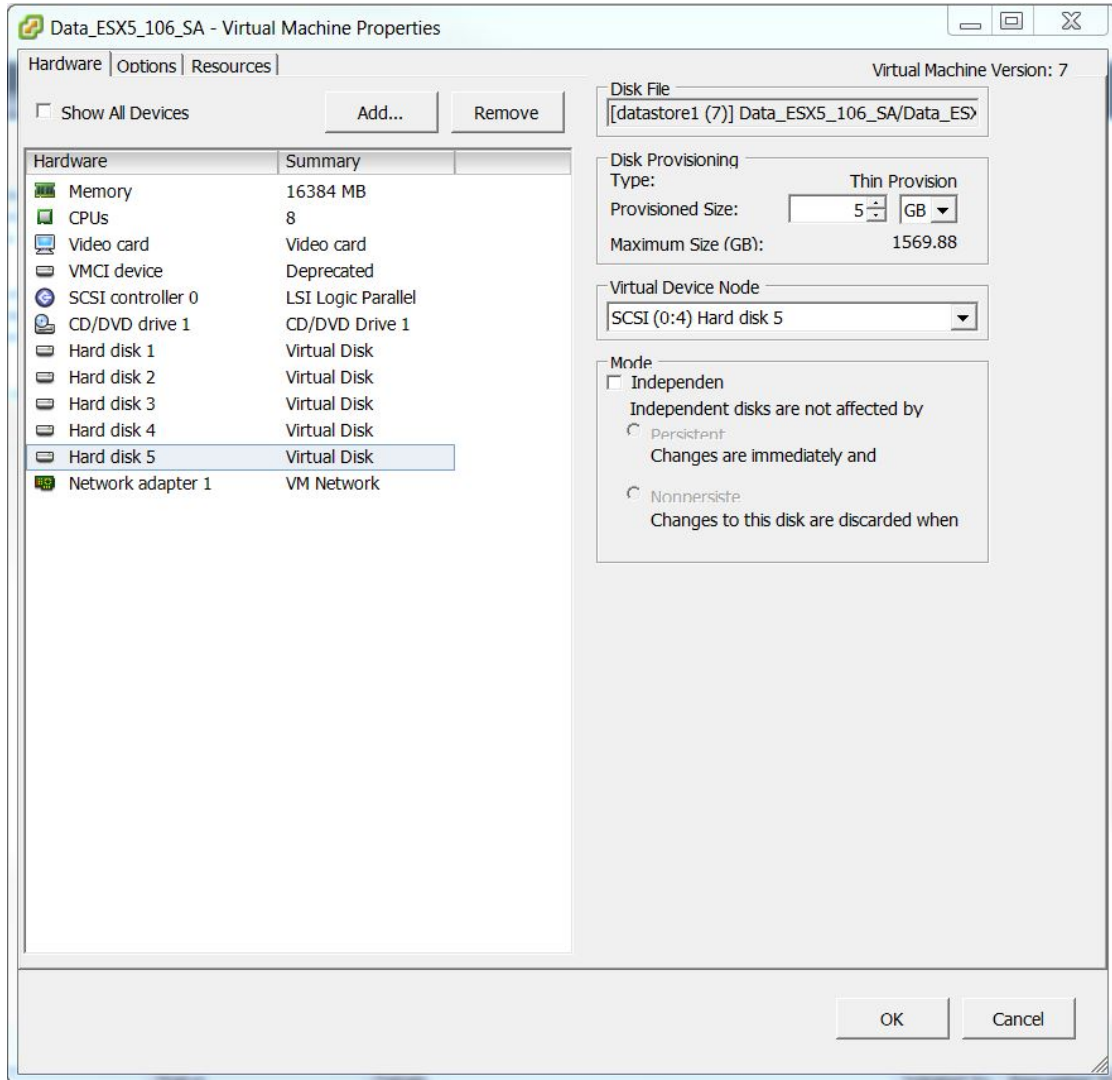 Data_ESX5_106_SA - Virtual Machine Properties
Hardware Options Resources
Virtual Machine Version: 7
Show All Devices
Add...
Remove
Hardware Summary
Memory 16384 MB
CPUs 8
Video card Video card
VMCI device Deprecated
SCSI controller 0 LSI Logic Parallel
CD/DVD drive 1 CD/DVD Drive 1
Hard disk 1 Virtual Disk
Hard disk 2 Virtual Disk
Hard disk 3 Virtual Disk
Hard disk 4 Virtual Disk
Hard disk 5 Virtual Disk
Network adapter 1 VM Network
Disk File
[datastore1 (7)] Data_ESX5_106_SA/Data_ESX
Disk Provisioning
Type: Thin Provision
Provisioned Size: 5 GB
Maximum Size (GB): 1569.88
Virtual Device Node
SCSI (0:4) Hard disk 5
Mode
Independen
Independent disks are not affected by
Persistent
Changes are immediately and
Nonpersiste
Changes to this disk are discarded when
OK
Cancel